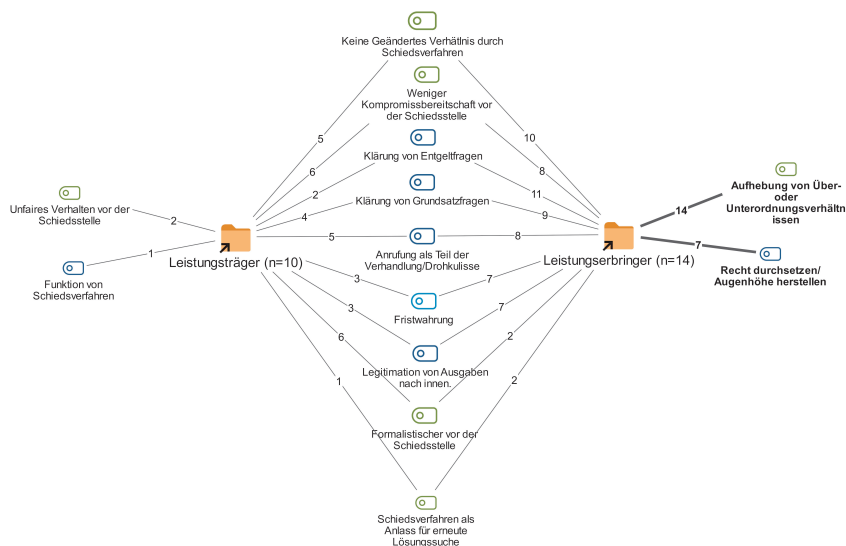 Keine Geändertes Verhätlnis durch
Schiedsverfahren
Weniger
Kompromissbereitschaft vor
der Schiedsstelle
5
10
6
8
Klärung von Entgeltfragen
2
11
Aufhebung von Über-
oder
Unterordnungsverhältn
issen
14
Unfaires Verhalten vor der
Schiedsstelle
2
Klärung von Grundsatzfragen
4
9
5
8
Anrufung als Teil der
Verhandlung/Drohkulisse
1
7
Leistungsträger (n=10)
Leistungserbringer (n=14)
Funktion von
Schiedsverfahren
Recht durchsetzen/
Augenhöhe herstellen
3
7
Fristwahrung
3
7
6
2
Legitimation von Ausgaben
nach innen.
1
2
Formalistischer vor der
Schiedsstelle
Schiedsverfahren als
Anlass für erneute
Lösungssuche